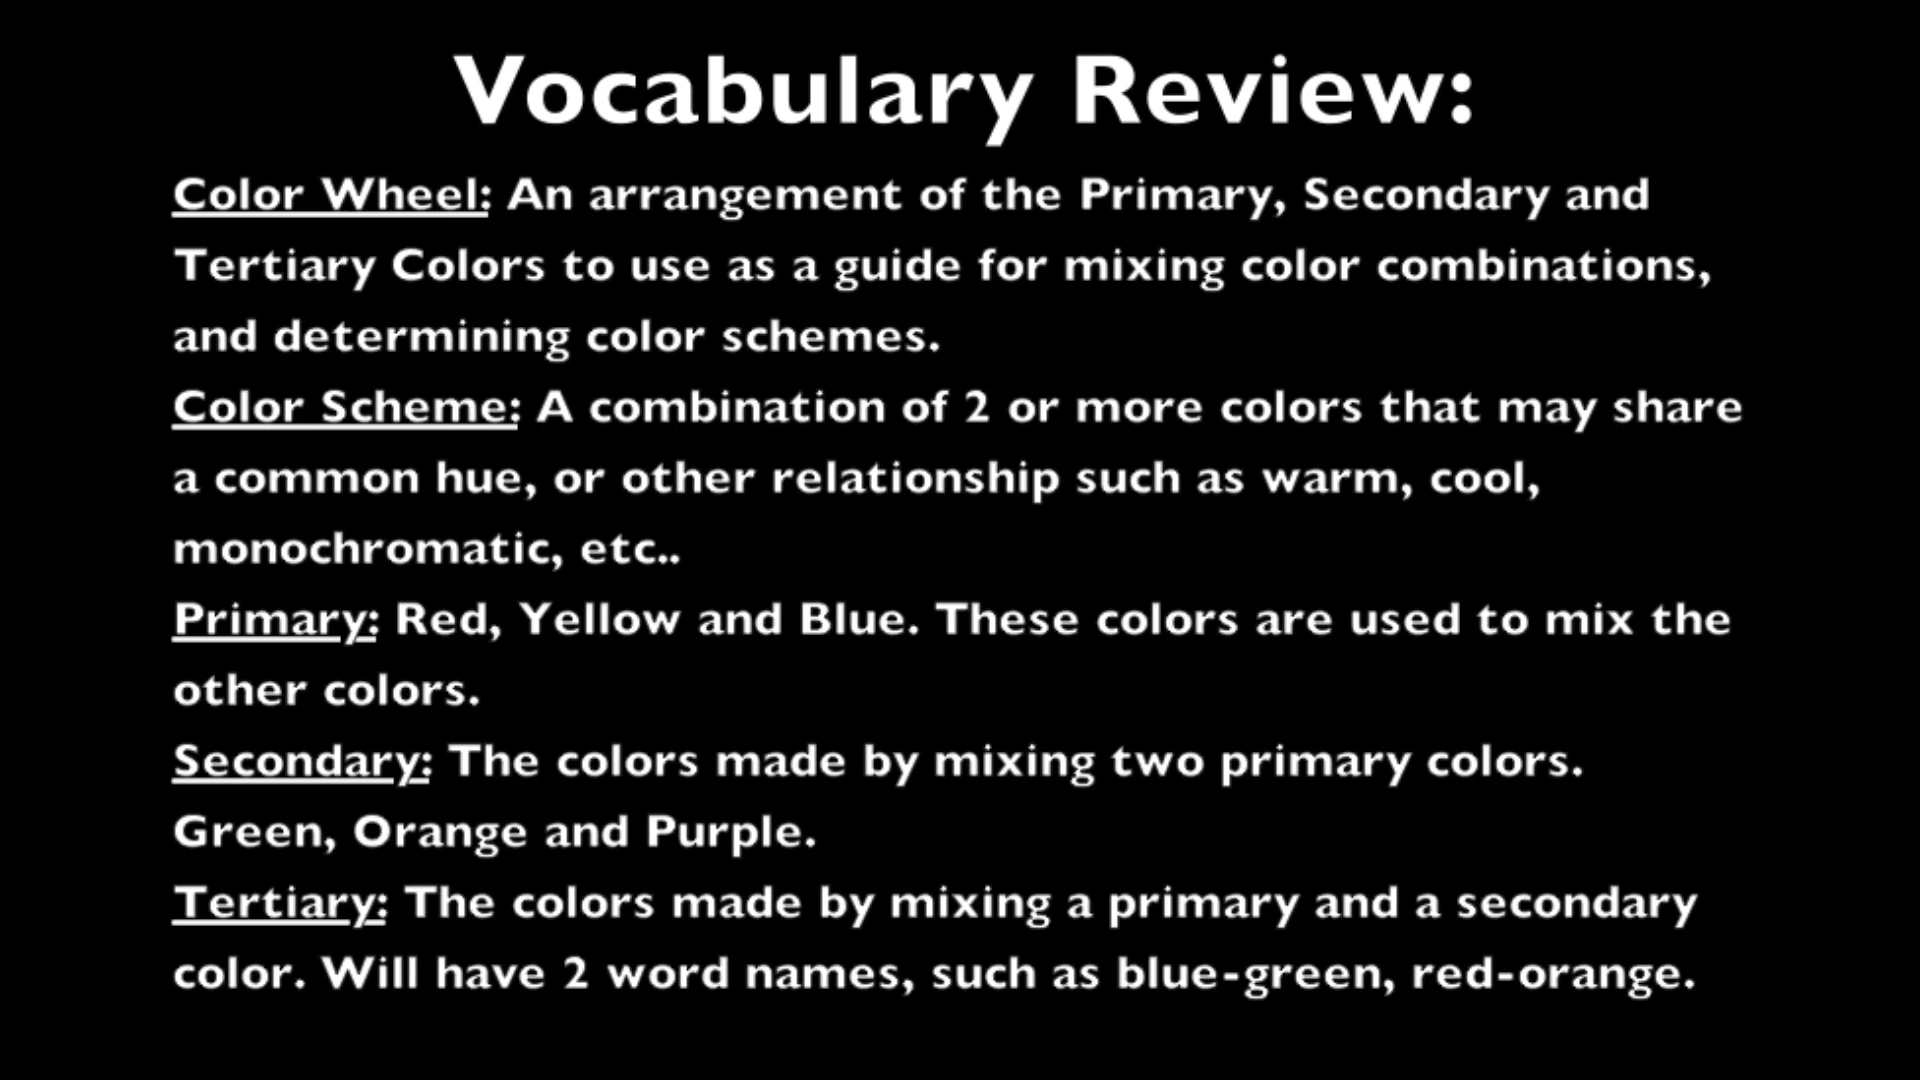 Vocabulary Review:
Color Wheel: An arrangement of the Primary, Secondary and
Tertiary Colors to use as a guide for mixing color combinations,
and determining color schemes.
Color Scheme: A combination of 2 or more colors that may share
a common hue, or other relationship such as warm, cool,
monochromatic, etc..
Primary: Red, Yellow and Blue. These colors are used to mix the
other colors.
Secondary: The colors made by mixing two primary colors.
Green, Orange and Purple.
Tertiary: The colors made by mixing a primary and a secondary
color. Will have 2 word names, such as blue-green, red-orange.